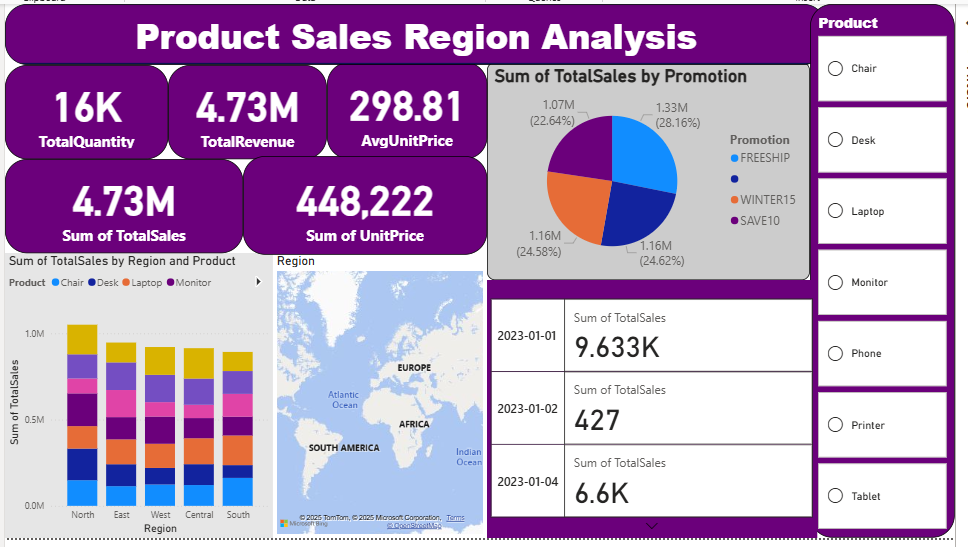 Product Sales Region Analysis
16K
TotalQuantity
4.73M
TotalRevenue
298.81
AvgUnitPrice
4.73M
Sum of TotalSales
448,222
Sum of UnitPrice
Sum of TotalSales by Promotion
1.07M
(22.64%)
1.33M
(28.16%)
1.16M
(24.58%)
1.16M
(24.62%)
Promotion
FREESHIP
WINTER15
SAVE10
Product
Chair
Desk
Laptop
Monitor
Phone
Printer
Tablet
Sum of TotalSales by Region and Product
Product Chair Desk Laptop Monitor
Sum of TotalSales
1.0M
0.5M
0.0M
North East West Central South
Region
Region
EUROPE
Atlantic
Ocean
AFRICA
SOUTH AMERICA
Indian
Ocean
Microsoft Bing
© 2025 TomTom, © 2025 Microsoft Corporation, Terms
© OpenStreetMap
2023-01-01
Sum of TotalSales
9.633K
2023-01-02
Sum of TotalSales
427
2023-01-04
Sum of TotalSales
6.6K